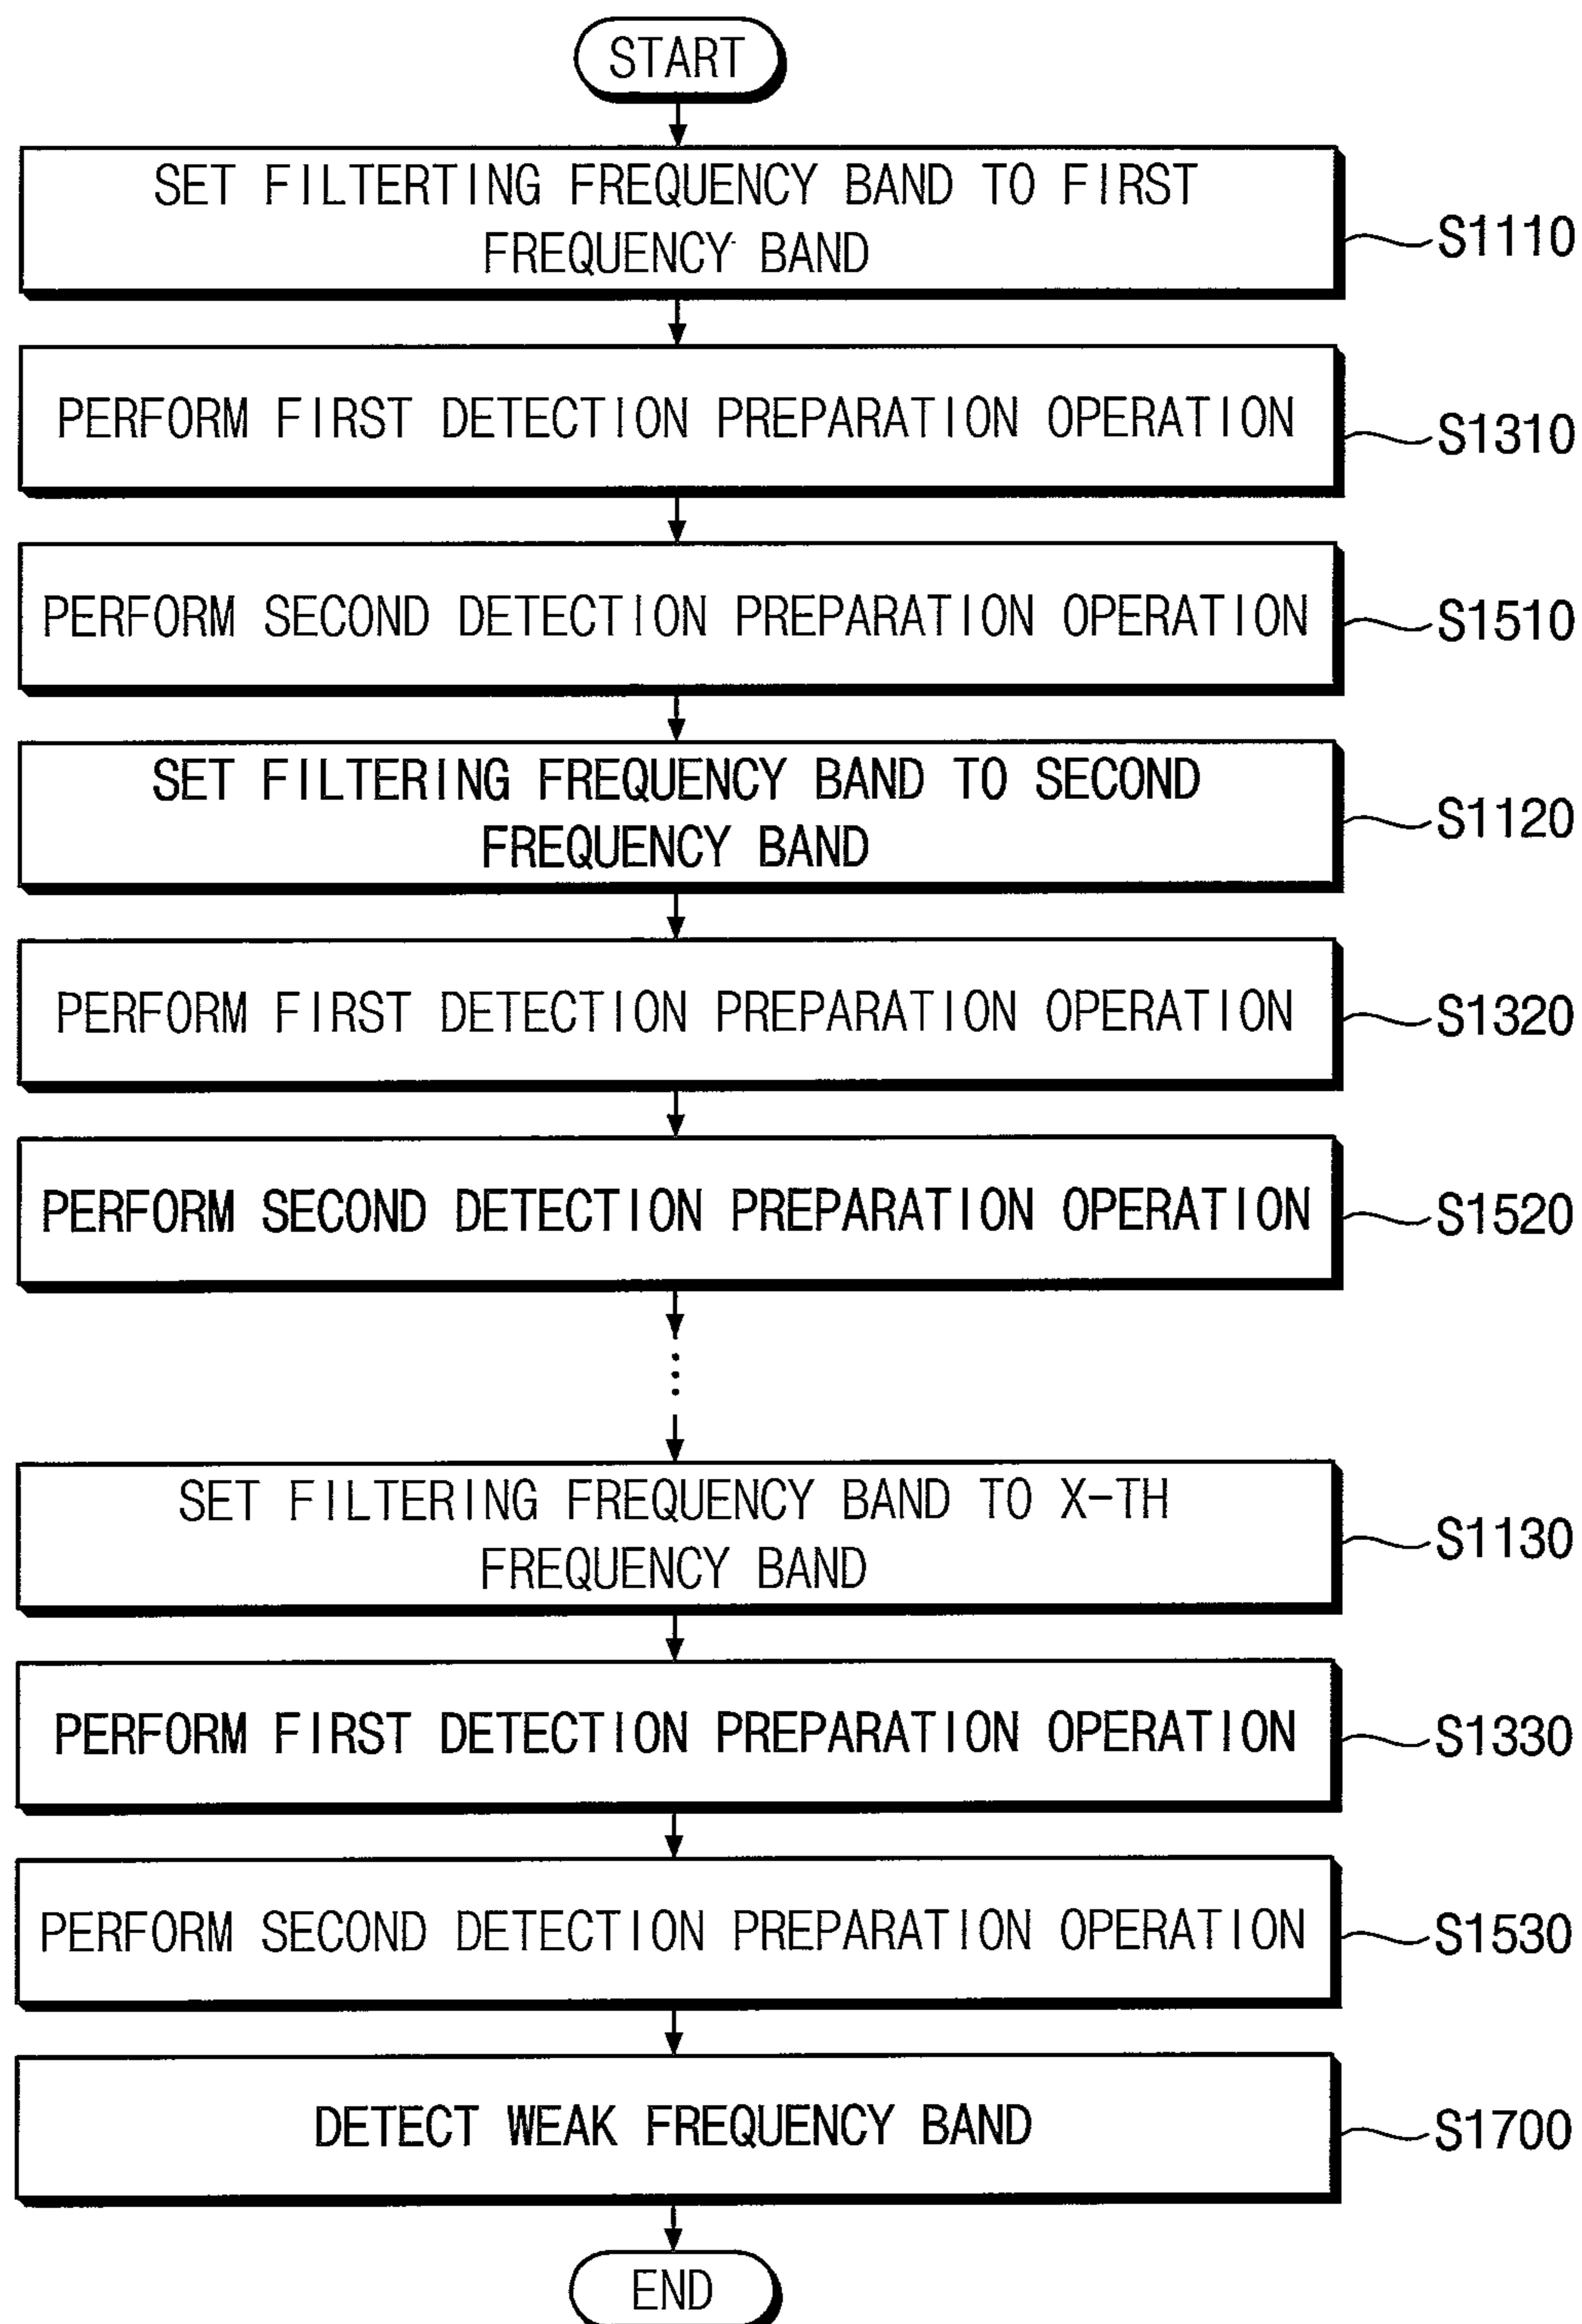 START
SET FILTERTING FREQUENCY BAND TO FIRST
FREQUENCY BAND
S1110
PERFORM FIRST DETECTION PREPARATION OPERATION
S1310
PERFORM SECOND DETECTION PREPARATION OPERATION
S1510
SET FILTERING FREQUENCY BAND TO SECOND
FREQUENCY BAND
S1120
PERFORM FIRST DETECTION PREPARATION OPERATION
S1320
PERFORM SECOND DETECTION PREPARATION OPERATION
S1520
SET FILTERING FREQUENCY BAND TO X-TH
FREQUENCY BAND
S1130
PERFORM FIRST DETECTION PREPARATION OPERATION
S1330
PERFORM SECOND DETECTION PREPARATION OPERATION
S1530
DETECT WEAK FREQUENCY BAND
S1700
END